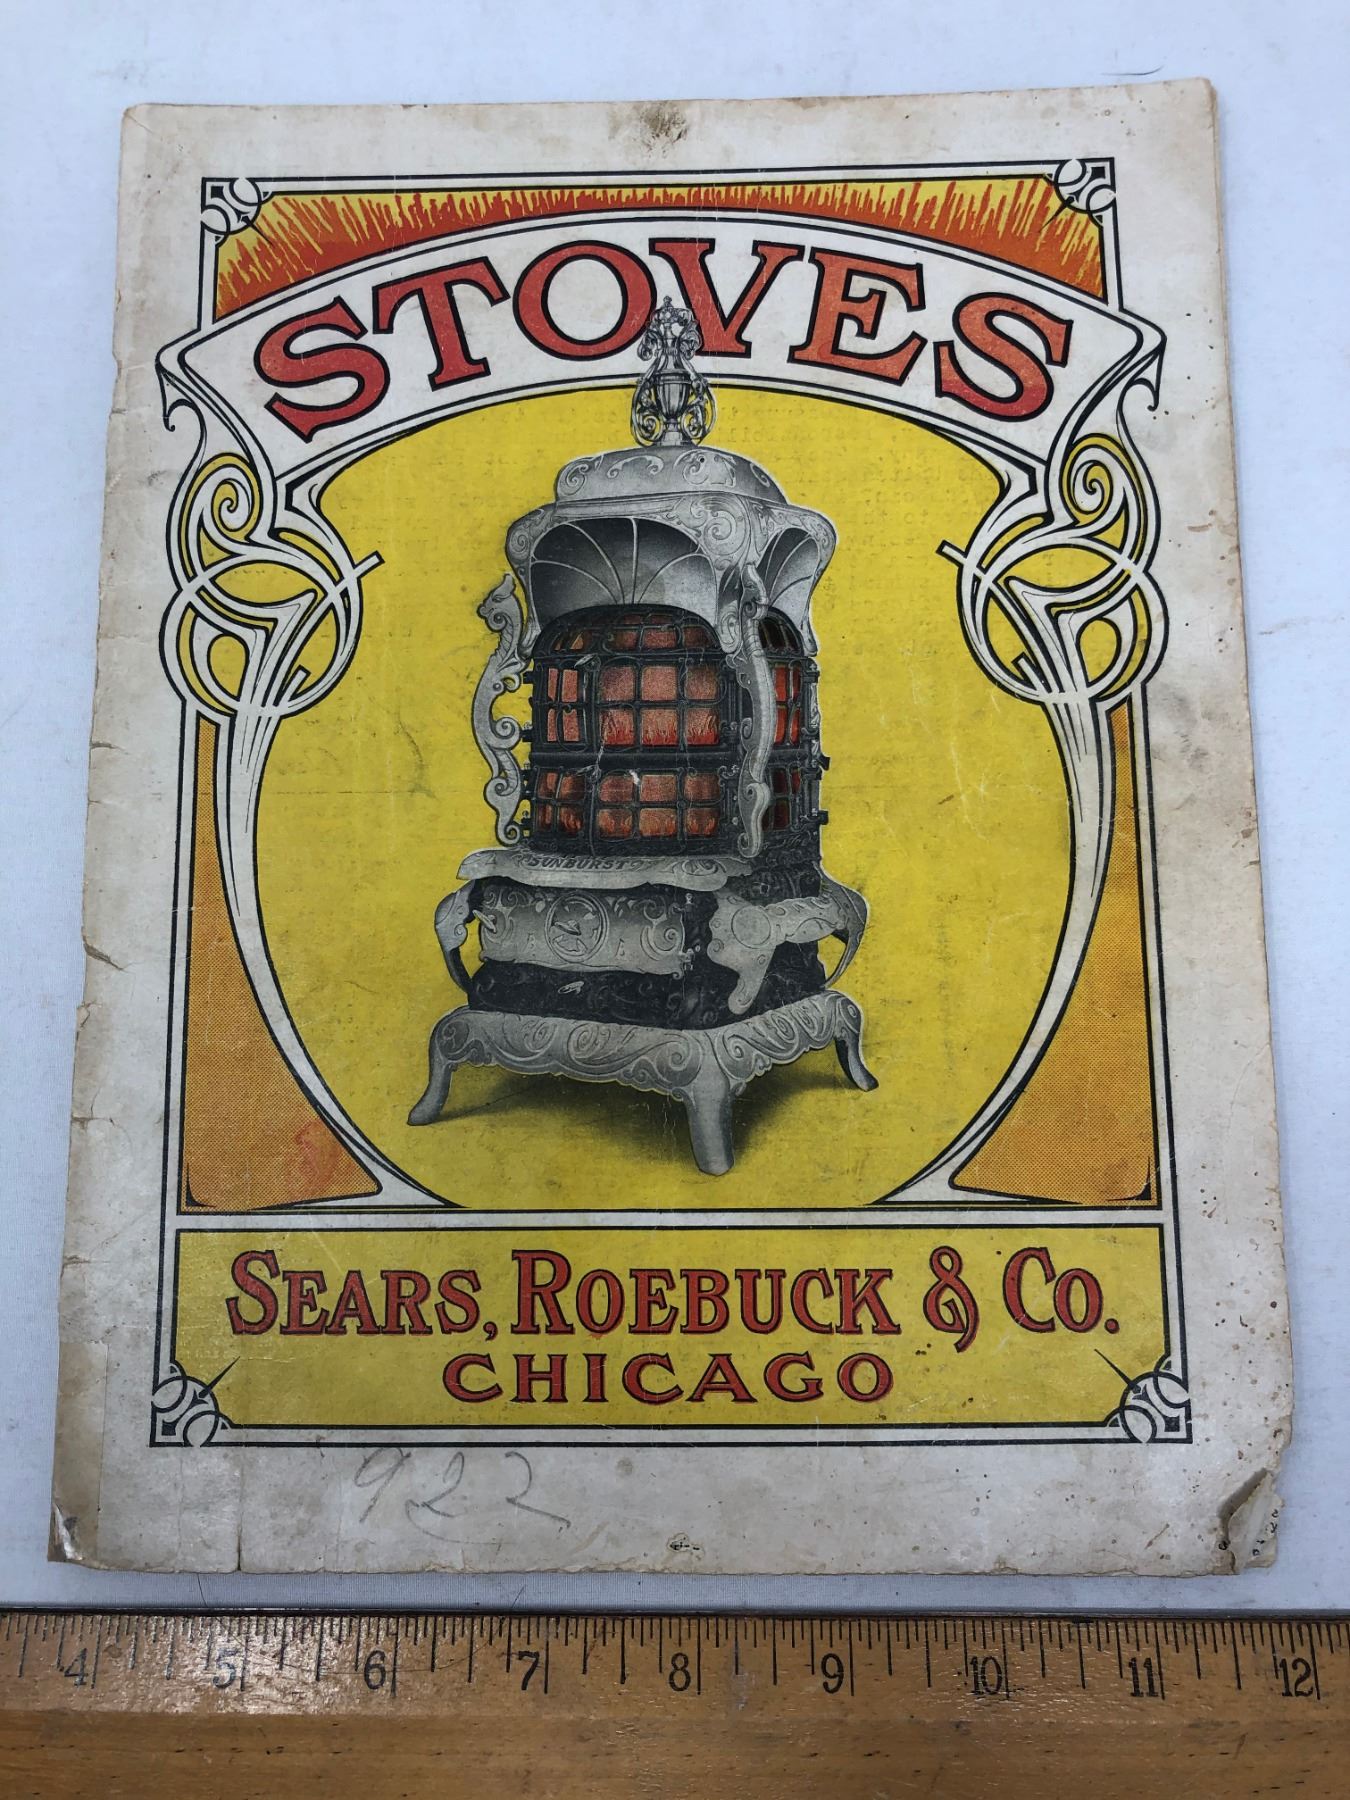 STOVES
SUNBURST
SEARS, ROEBUCK & CO.
CHICAGO
922
4 5 6 7 8 9 10 11 12